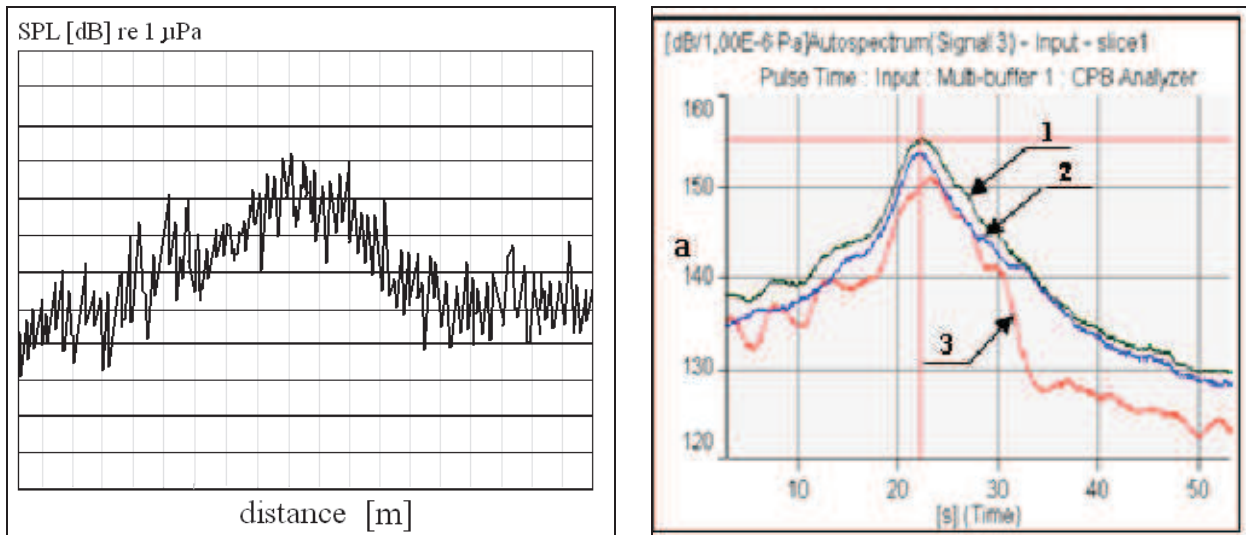 SPL [dB] re 1 µPa
distance [m]
[dB/1,00E-6 Pa]Autospectrum(Signal 3) - Input - slice1
Pulse Time : Input : Multi-buffer 1 : CPB Analyzer
160
150
140
130
120
a
1
2
3
10 20 30 40 50
[s] (Time)